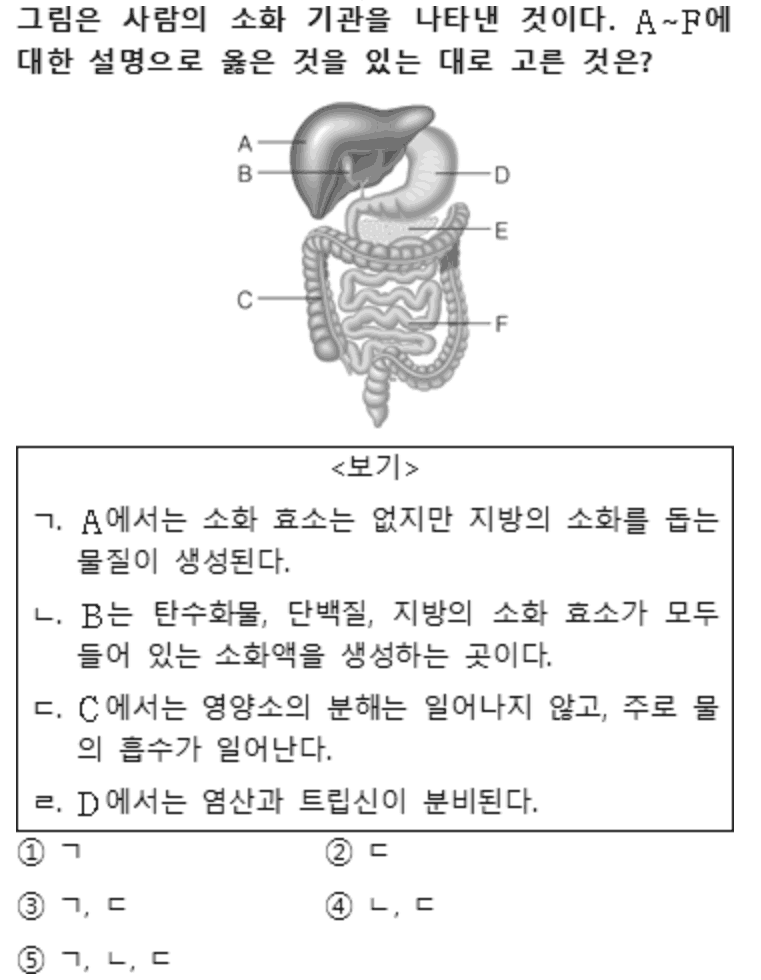 그림은 사람의 소화 기관을 나타낸 것이다. A~F에
대한 설명으로 옳은 것을 있는 대로 고른 것은?
A
B
D
E
C
F
<보기>
ㄱ. A에서는 소화 효소는 없지만 지방의 소화를 돕는
물질이 생성된다.
ㄴ. B는 탄수화물, 단백질, 지방의 소화 효소가 모두
들어 있는 소화액을 생성하는 곳이다.
ㄷ. C에서는 영양소의 분해는 일어나지 않고, 주로 물
의 흡수가 일어난다.
ㄹ. D에서는 염산과 트립신이 분비된다.
① ㄱ ② ㄷ
③ ㄱ, ㄷ ④ ㄴ, ㄷ
⑤ ㄱ, ㄴ, ㄷ